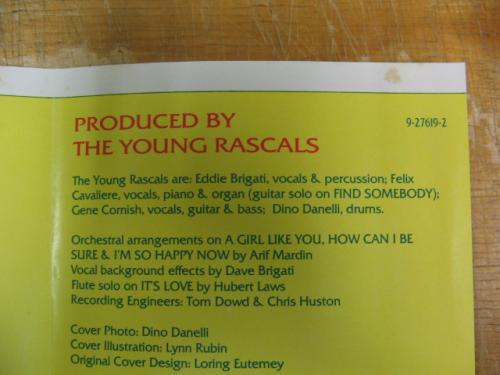 PRODUCED BY
9-27619-2
THE YOUNG RASCALS
The Young Rascals are: Eddie Brigati, vocals & percussion; Felix
Cavaliere, vocals, piano & organ (guitar solo on FIND SOMEBODY);
Gene Cornish, vocals, guitar & bass; Dino Danelli, drums.
Orchestral arrangements on A GIRL LIKE YOU, HOW CAN I BE
SURE & I'M SO HAPPY NOW by Arif Mardin
Vocal background effects by Dave Brigati
Flute solo on IT'S LOVE by Hubert Laws
Recording Engineers: Tom Dowd & Chris Huston
Cover Photo: Dino Danelli
Cover Illustration: Lynn Rubin
Original Cover Design: Loring Eutemey